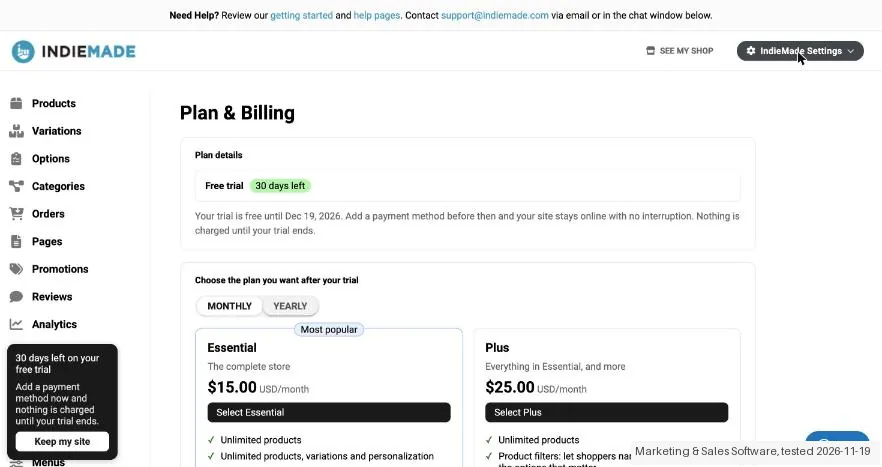 Need Help? Review our getting started and help pages. Contact support@indiemade.com via email or in the chat window below.
INDIEMADE
SEE MY SHOP
IndieMade Settings
Products
Variations
Options
Categories
Orders
Pages
Promotions
Reviews
Analytics
30 days left on your
free trial
Add a payment
method now and
nothing is charged
until your trial ends.
Keep my site
Menus
Plan & Billing
Plan details
Free trial 30 days left
Your trial is free until Dec 19, 2026. Add a payment method before then and your site stays online with no interruption. Nothing is
charged until your trial ends.
Choose the plan you want after your trial
MONTHLY YEARLY
Most popular
Essential
The complete store
$15.00 USD/month
Select Essential
✓ Unlimited products
✓ Unlimited products, variations and personalization
Plus
Everything in Essential, and more
$25.00 USD/month
Select Plus
✓ Unlimited products
✓ Product filters: let shoppers
Marketing & Sales Software, tested 2026-11-19